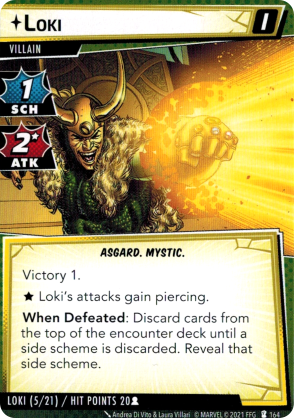 ✦LOKI
I
VILLAIN
1
SCH
2★
ATK
ASGARD. MYSTIC.
Victory 1.
★ Loki's attacks gain piercing.
When Defeated: Discard cards from
the top of the encounter deck until a
side scheme is discarded. Reveal that
side scheme.
LOKI (5/21) / HIT POINTS 20
Andrea Di Vito & Laura Villari © MARVEL © 2021 FFG 164